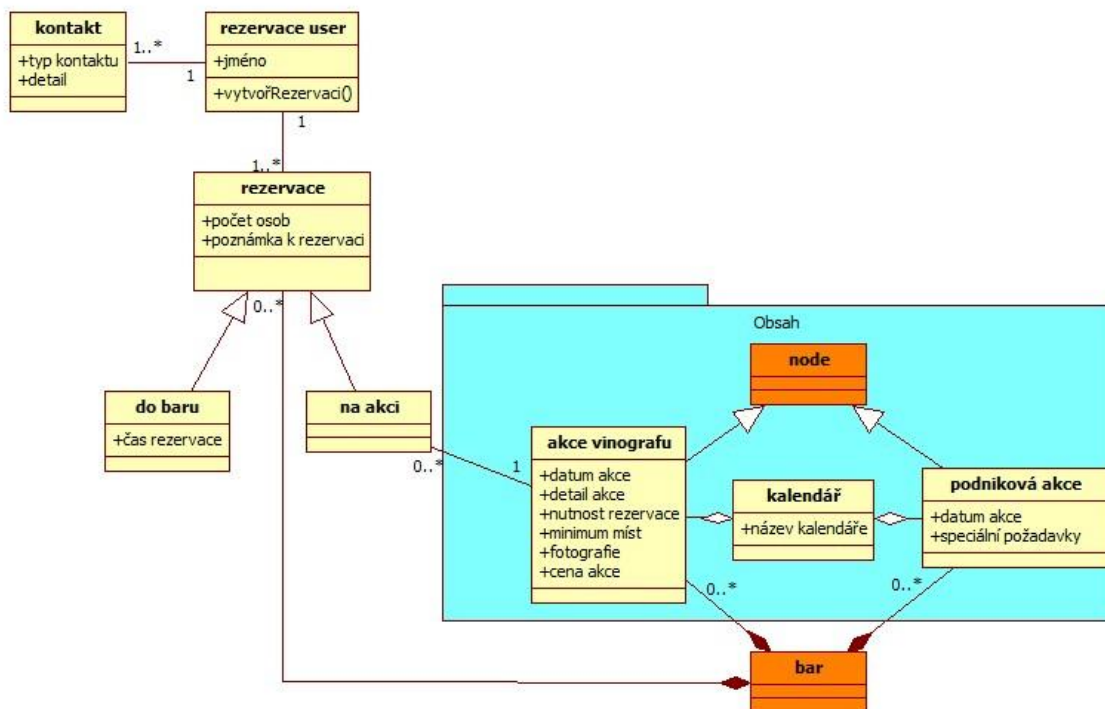 kontakt
+typ kontaktu
+detail
1..*
1
rezervace user
+jméno
+vytvořRezervaci()
1
1..*
rezervace
+počet osob
+poznámka k rezervaci
0..*
do baru
+čas rezervace
na akci
0..*
1
Obsah
node
akce vinografu
+datum akce
+detail akce
+nutnost rezervace
+minimum míst
+fotografie
+cena akce
kalendář
+název kalendáře
podniková akce
+datum akce
+speciální požadavky
0..*
0..*
bar